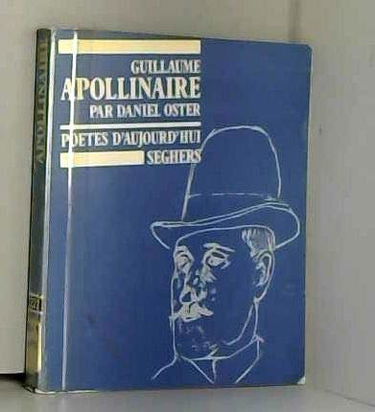 GUILLAUME
APOLLINAIRE
PAR DANIEL OSTER
POÈTES D'AUJOURD'HUI
SEGHERS
APOLLINAIRE